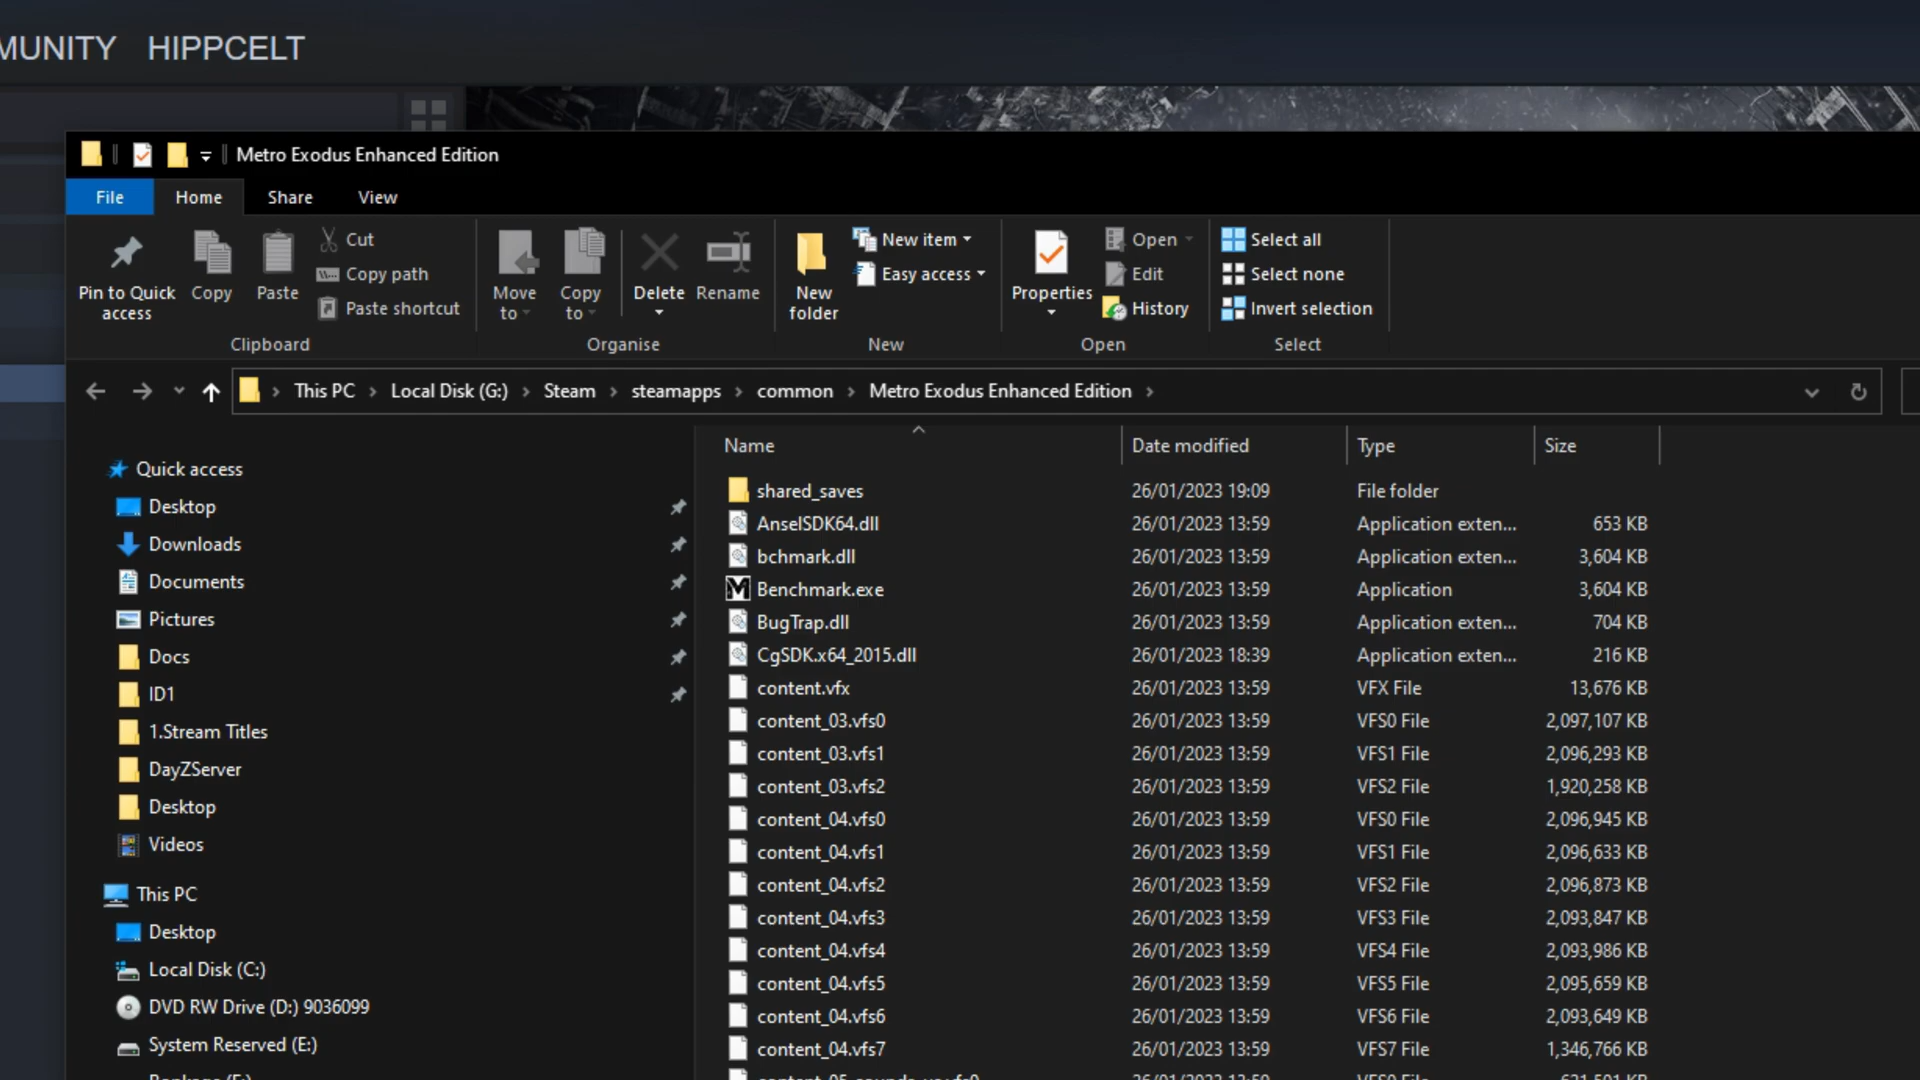 MUNITY HIPPCELT
Metro Exodus Enhanced Edition
File Home Share View
Pin to Quick access
Copy
Paste
Cut
Copy path
Paste shortcut
Clipboard
Move to
Copy to
Delete
Rename
Organise
New folder
New item
Easy access
New
Properties
Open
Edit
History
Open
Select all
Select none
Invert selection
Select
This PC > Local Disk (G:) > Steam > steamapps > common > Metro Exodus Enhanced Edition >
Quick access
Desktop
Downloads
Documents
Pictures
Docs
ID1
1.Stream Titles
DayZServer
Desktop
Videos
This PC
Desktop
Local Disk (C:)
DVD RW Drive (D:) 9036099
System Reserved (E:)
Name Date modified Type Size
shared_saves 26/01/2023 19:09 File folder
AnselSDK64.dll 26/01/2023 13:59 Application exten... 653 KB
bchmark.dll 26/01/2023 13:59 Application exten... 3,604 KB
Benchmark.exe 26/01/2023 13:59 Application 3,604 KB
BugTrap.dll 26/01/2023 13:59 Application exten... 704 KB
CgSDK.x64_2015.dll 26/01/2023 18:39 Application exten... 216 KB
content.vfx 26/01/2023 13:59 VFX File 13,676 KB
content_03.vfs0 26/01/2023 13:59 VFS0 File 2,097,107 KB
content_03.vfs1 26/01/2023 13:59 VFS1 File 2,096,293 KB
content_03.vfs2 26/01/2023 13:59 VFS2 File 1,920,258 KB
content_04.vfs0 26/01/2023 13:59 VFS0 File 2,096,945 KB
content_04.vfs1 26/01/2023 13:59 VFS1 File 2,096,633 KB
content_04.vfs2 26/01/2023 13:59 VFS2 File 2,096,873 KB
content_04.vfs3 26/01/2023 13:59 VFS3 File 2,093,847 KB
content_04.vfs4 26/01/2023 13:59 VFS4 File 2,093,986 KB
content_04.vfs5 26/01/2023 13:59 VFS5 File 2,095,659 KB
content_04.vfs6 26/01/2023 13:59 VFS6 File 2,093,649 KB
content_04.vfs7 26/01/2023 13:59 VFS7 File 1,346,766 KB